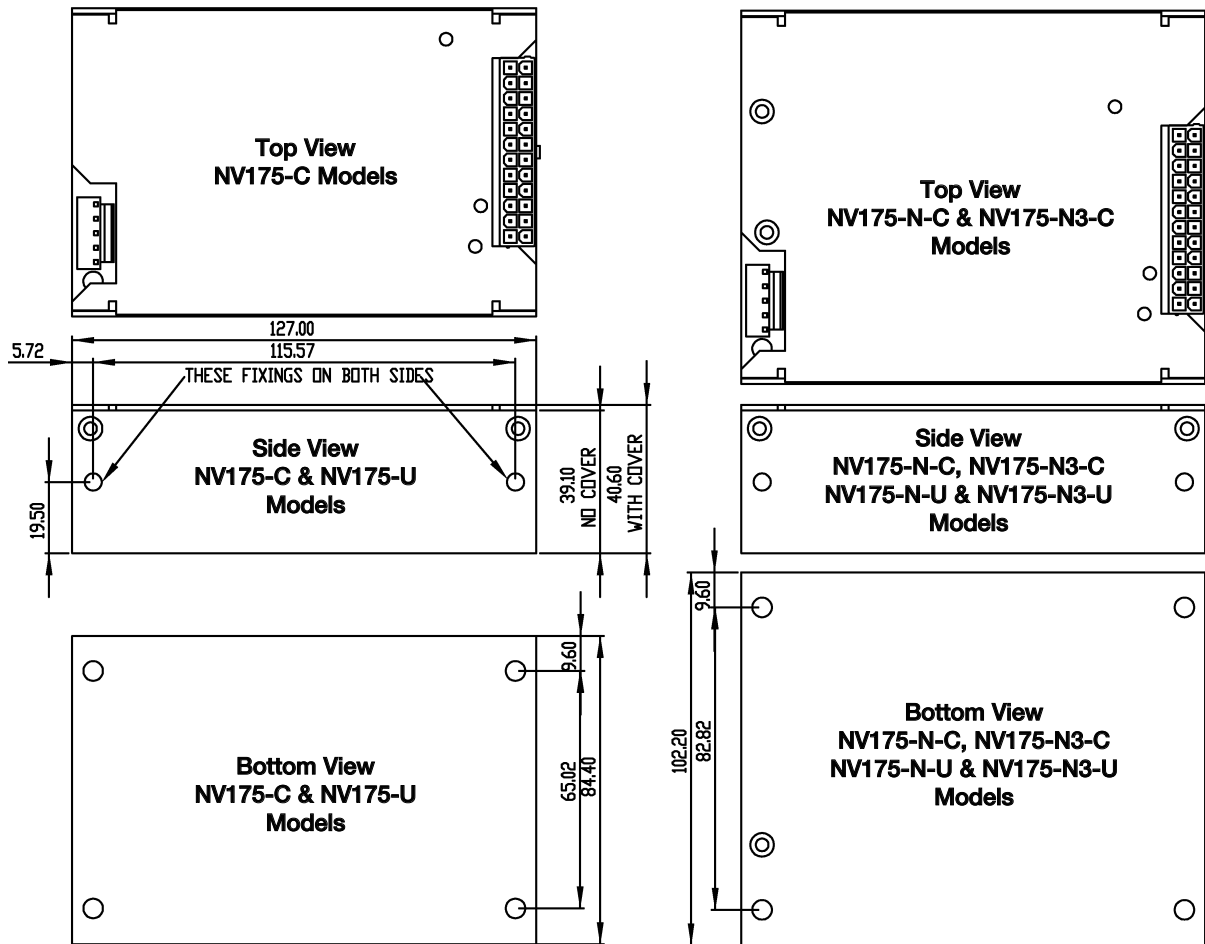 Top View
NV175-C Models
Top View
NV175-N-C & NV175-N3-C
Models
127.00
5.72
115.57
THESE FIXINGS ON BOTH SIDES
Side View
NV175-C & NV175-U
Models
19.50
39.10
NO COVER
40.60
WITH COVER
Side View
NV175-N-C, NV175-N3-C
NV175-N-U & NV175-N3-U
Models
9.60
65.02
84.40
Bottom View
NV175-C & NV175-U
Models
9.60
102.20
82.82
Bottom View
NV175-N-C, NV175-N3-C
NV175-N-U & NV175-N3-U
Models